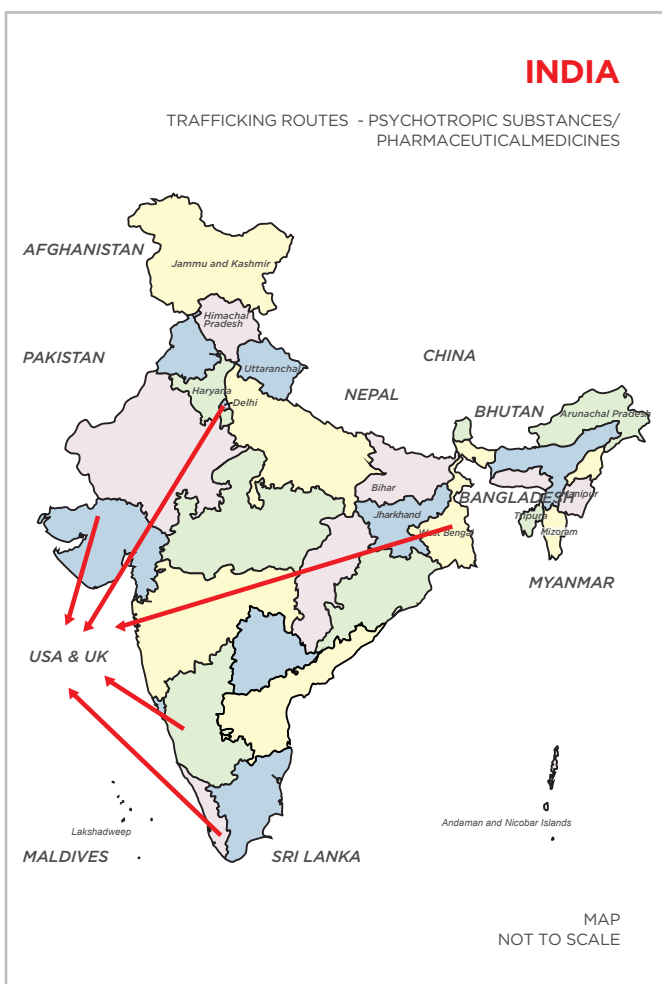 INDIA
TRAFFICKING ROUTES - PSYCHOTROPIC SUBSTANCES/
PHARMACEUTICALMEDICINES
AFGHANISTAN
Jammu and Kashmir
Himachal
Pradesh
PAKISTAN
CHINA
Uttaranchal
Haryana
Delhi
NEPAL
BHUTAN
Arunachal Pradesh
Bihar
BANGLADESH
Manipur
Jharkhand
Tripura
West Bengal
Mizoram
MYANMAR
USA & UK
Lakshadweep
Andaman and Nicobar Islands
MALDIVES
SRI LANKA
MAP
NOT TO SCALE